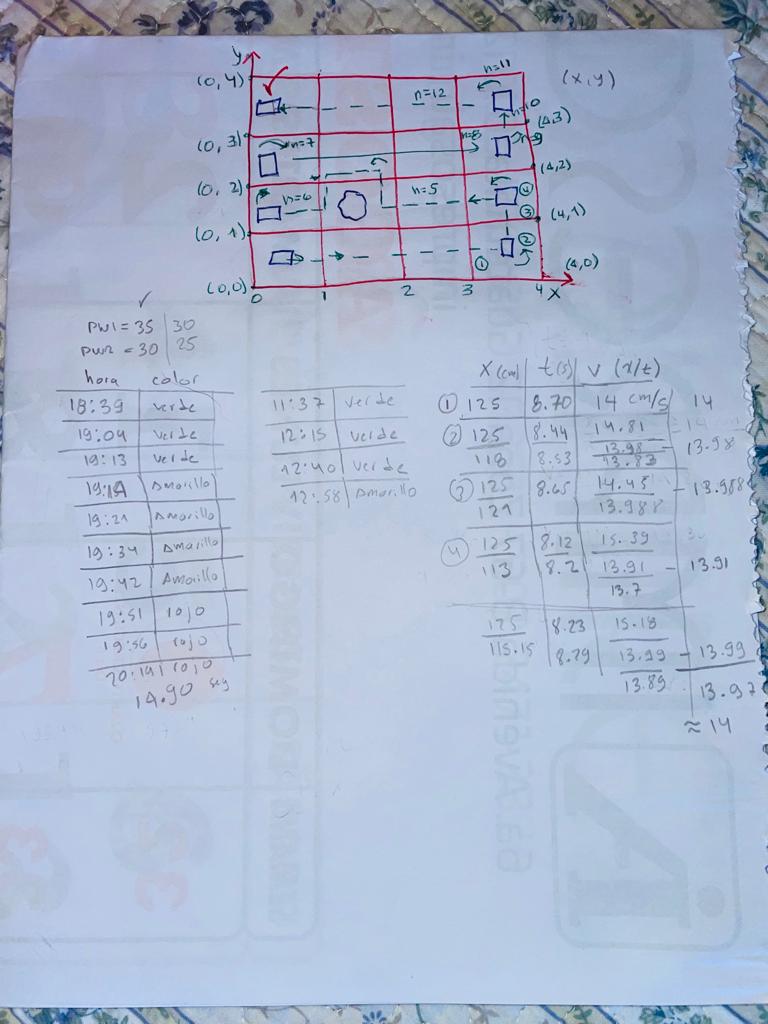 y
(0,4)
n=11
(x,y)
n=12
n=10
(4,3)
(0,3)
n=7
n=8
n=9
(4,2)
(0,2)
n=6
n=5
④
③
(4,1)
(0,1)
②
①
(4,0)
(0,0)
0 1 2 3 4 x
✓
PW1 = 35 | 30
PWR = 30 | 25
hora color
18:39 verde
19:04 verde
19:13 verde
19:19 Amarillo
19:21 Amarillo
19:34 Amarillo
19:42 Amarillo
19:51 rojo
19:56 rojo
20:14 rojo
14.90 seg
11:37 verde
12:15 verde
12:40 verde
12:58 Amarillo
X(cm) t(s) V (x/t)
① 125 8.70 14 cm/s 14
② 125 8.44 14.81
118 8.53 13.98 13.98
13.83
③ 125 8.65 14.45 - 13.988
121 13.988
④ 125 8.12 15.39
113 8.2 13.91 - 13.91
13.7
125 8.23 15.18
115.15 8.29 13.99 - 13.99
13.89 13.97
≈ 14